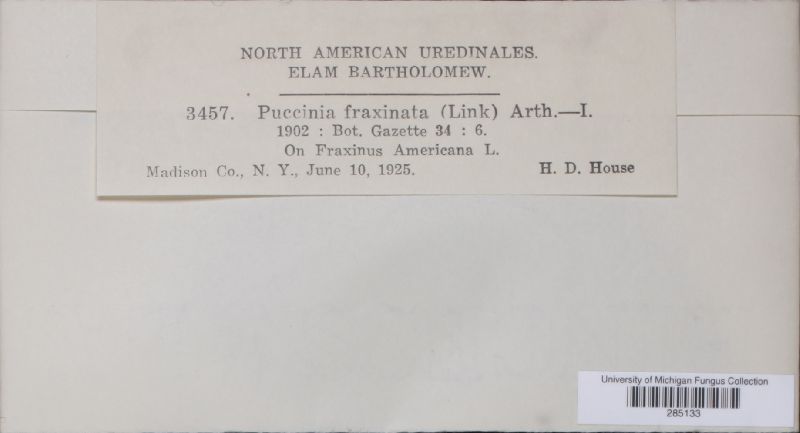 NORTH AMERICAN UREDINALES.
ELAM BARTHOLOMEW.
3457. Puccinia fraxinata (Link) Arth.—I.
1902 : Bot. Gazette 34 : 6.
On Fraxinus Americana L.
Madison Co., N. Y., June 10, 1925. H. D. House
University of Michigan Fungus Collection
285133